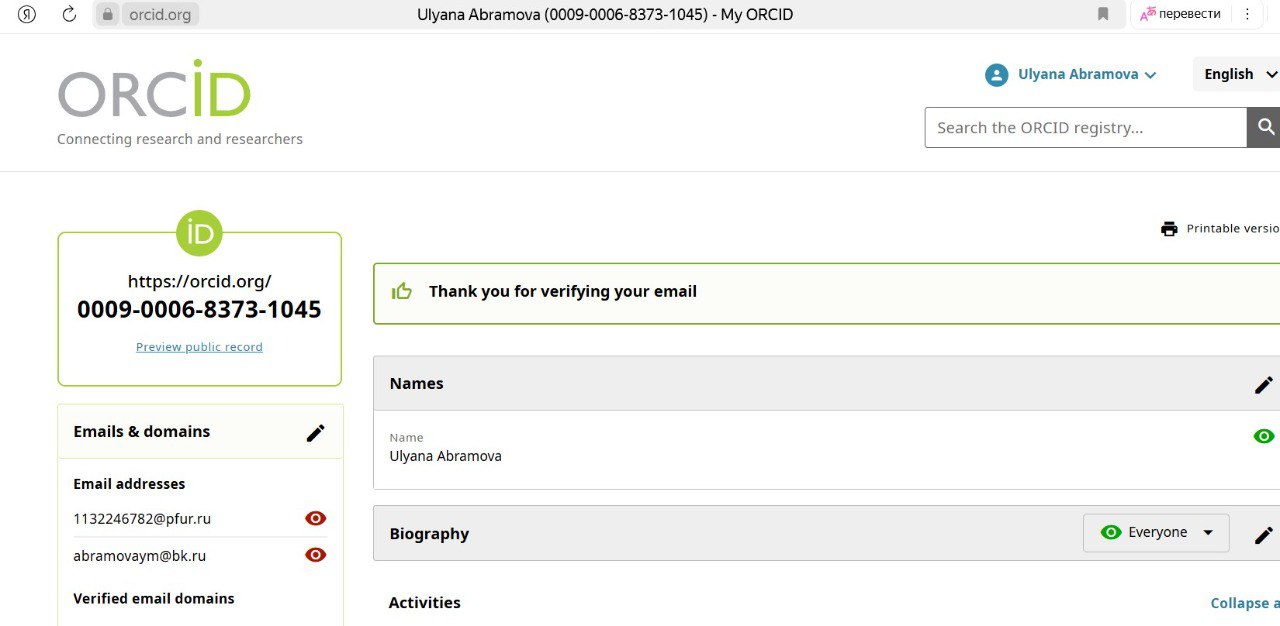 Я
orcid.org
Ulyana Abramova (0009-0006-8373-1045) - My ORCID
перевести
ORCiD
Connecting research and researchers
Ulyana Abramova
English
Search the ORCID registry...
iD
https://orcid.org/
0009-0006-8373-1045
Preview public record
Printable versio
Thank you for verifying your email
Names
Name
Ulyana Abramova
Emails & domains
Email addresses
1132246782@pfur.ru
abramovaym@bk.ru
Verified email domains
Biography
Everyone
Activities
Collapse a